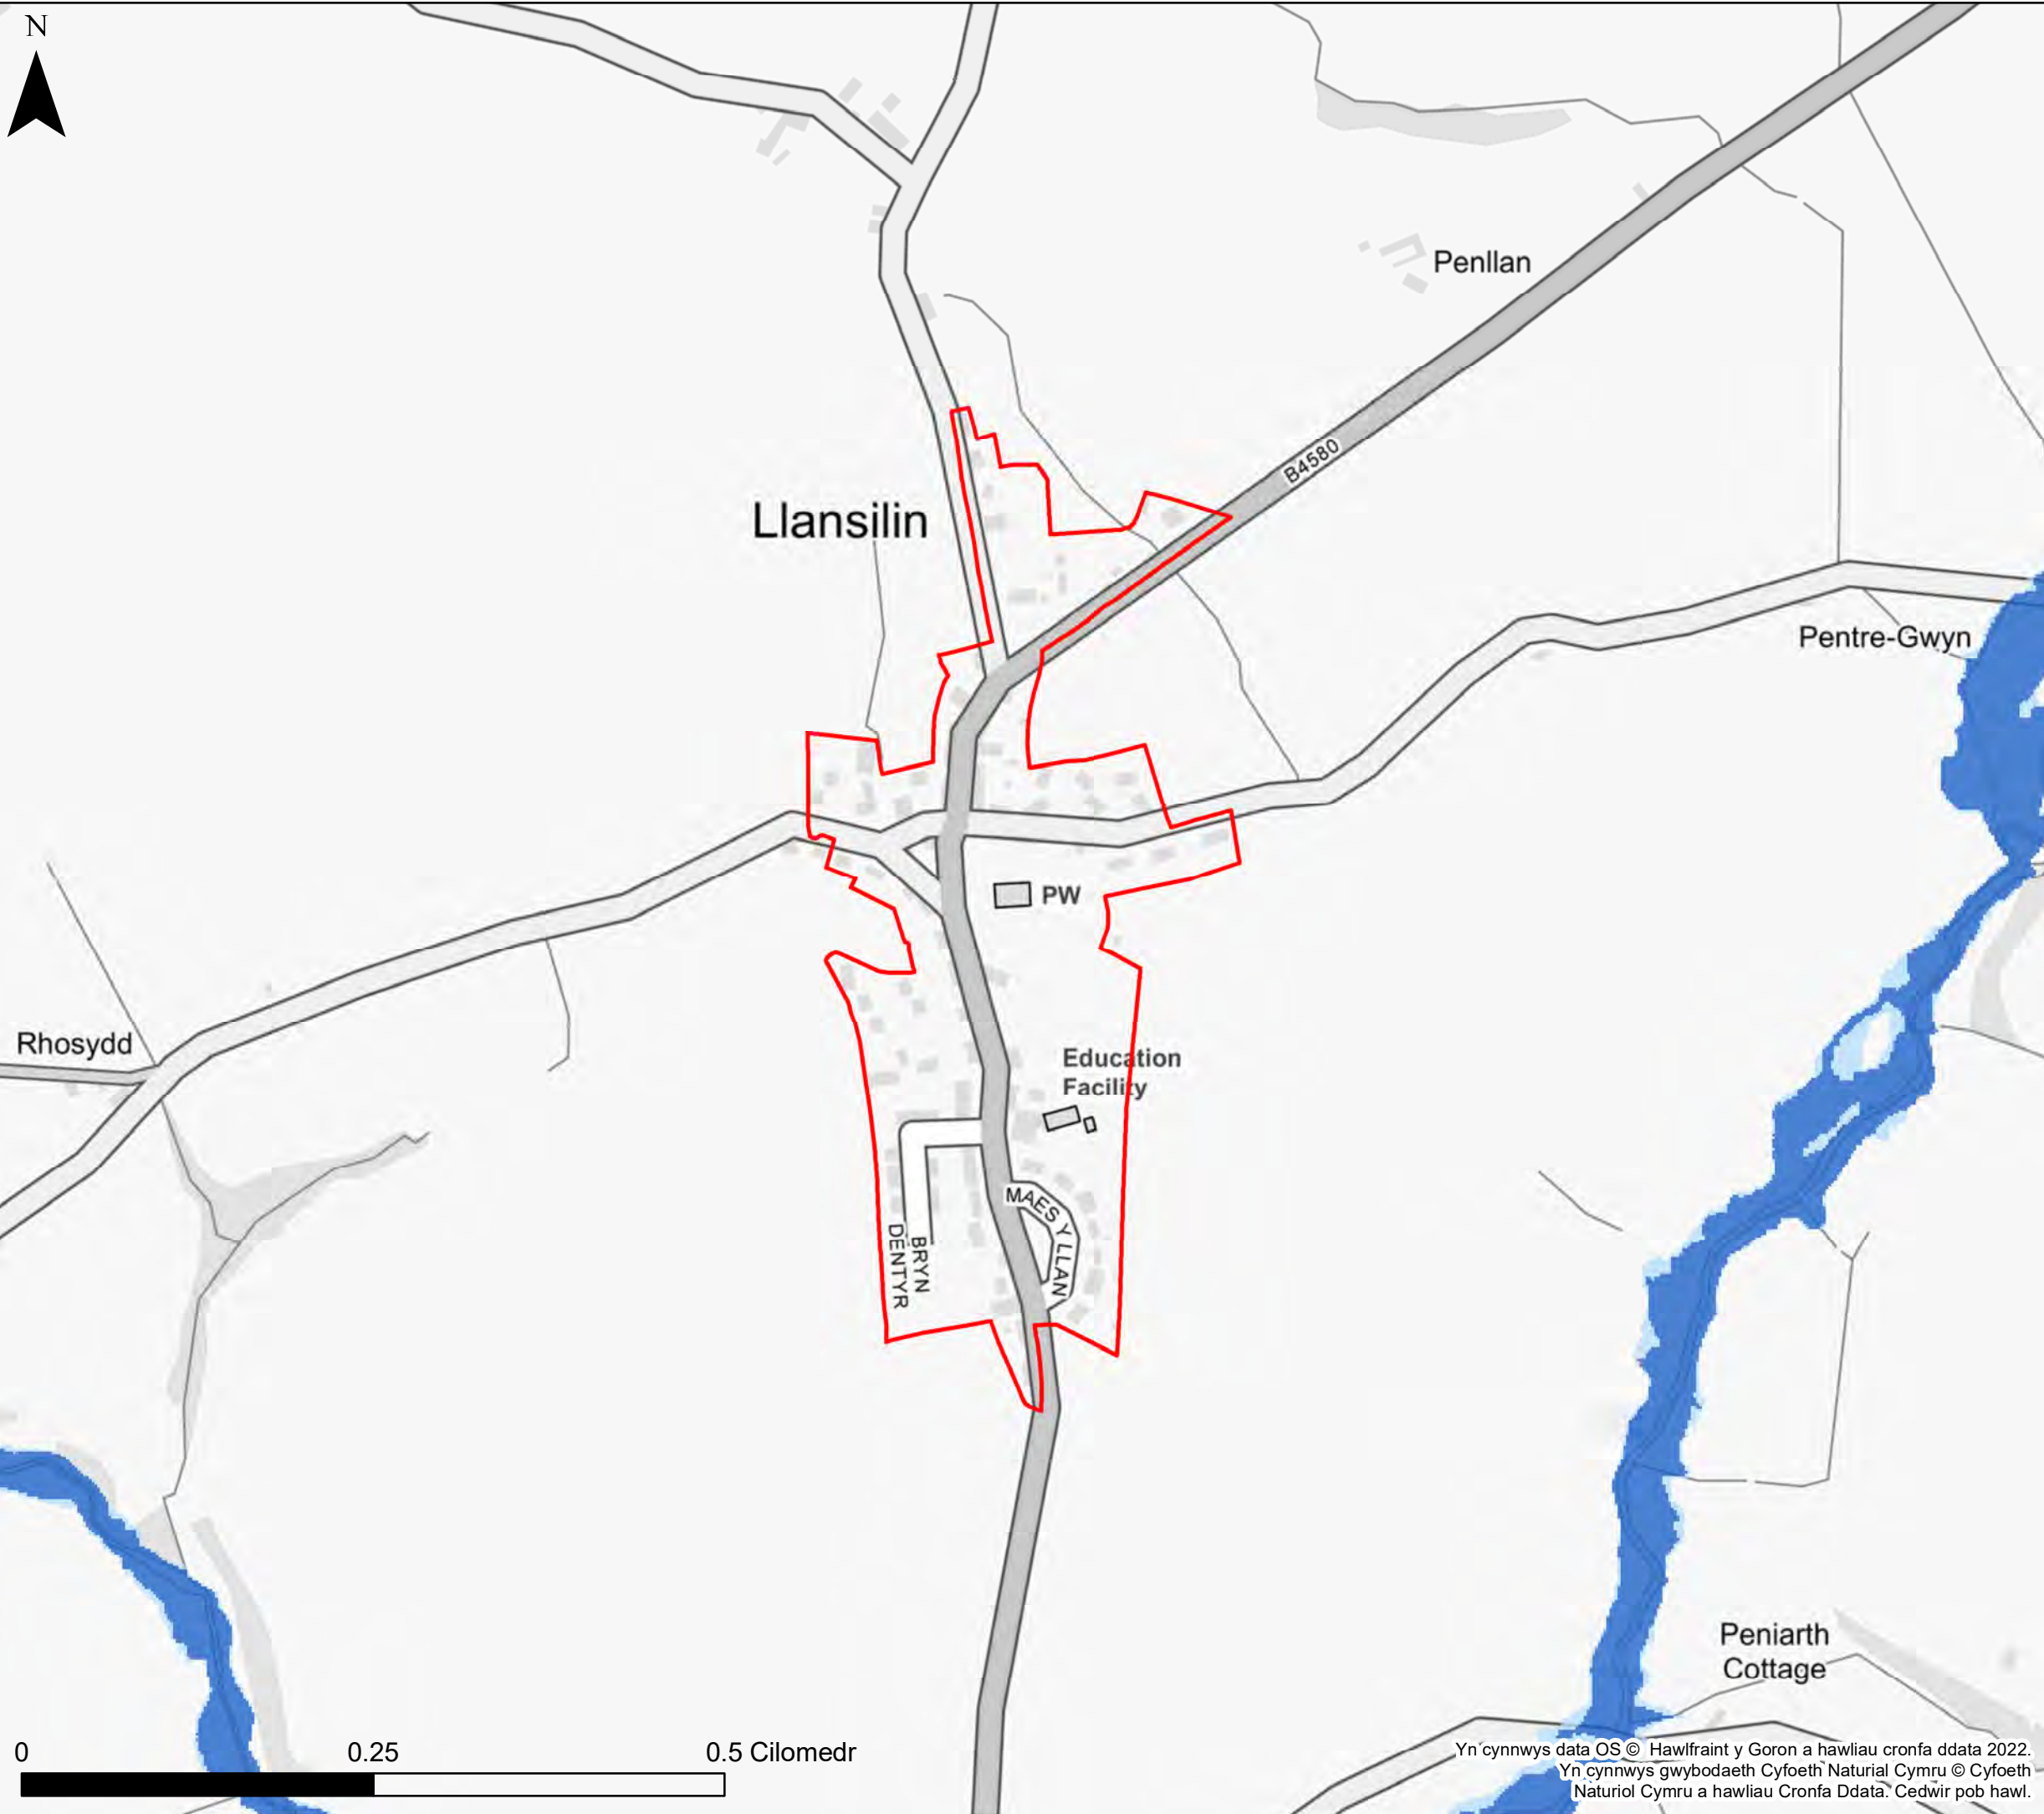 N
Penllan
B4580
Llansilin
Pentre-Gwyn
PW
Rhosydd
Education
Facility
MAES Y LLAN
BRYN
DENTYR
Peniarth
Cottage
0 0.25 0.5 Cilomedr
Yn cynnwys data OS © Hawlfraint y Goron a hawliau cronfa ddata 2022.
Yn cynnwys gwybodaeth Cyfoeth Naturial Cymru © Cyfoeth
Naturiol Cymru a hawliau Cronfa Ddata. Cedwir pob hawl.